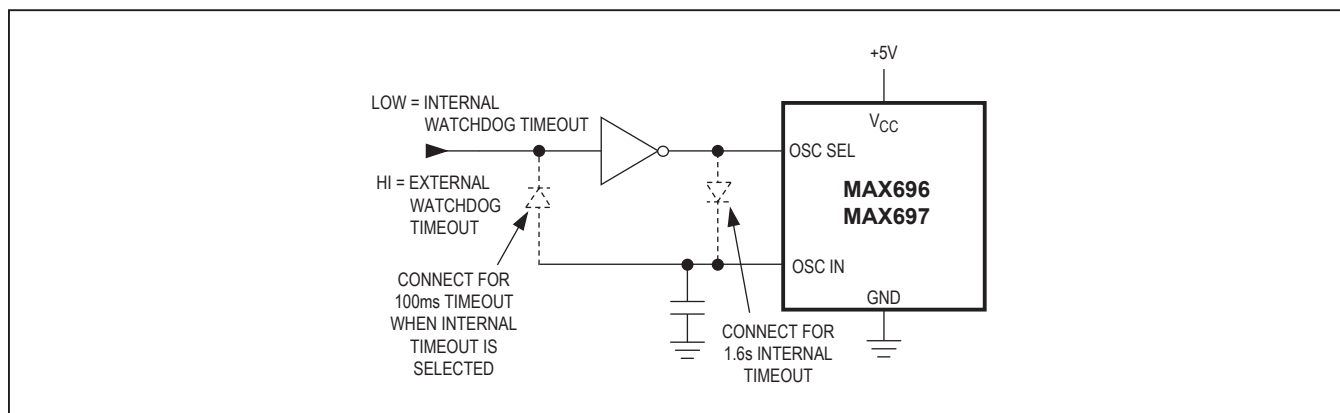 +5V
LOW = INTERNAL
WATCHDOG TIMEOUT
VCC
OSC SEL
HI = EXTERNAL
WATCHDOG
TIMEOUT
MAX696
MAX697
OSC IN
CONNECT FOR
100ms TIMEOUT
WHEN INTERNAL
TIMEOUT IS
SELECTED
GND
CONNECT FOR
1.6s INTERNAL
TIMEOUT